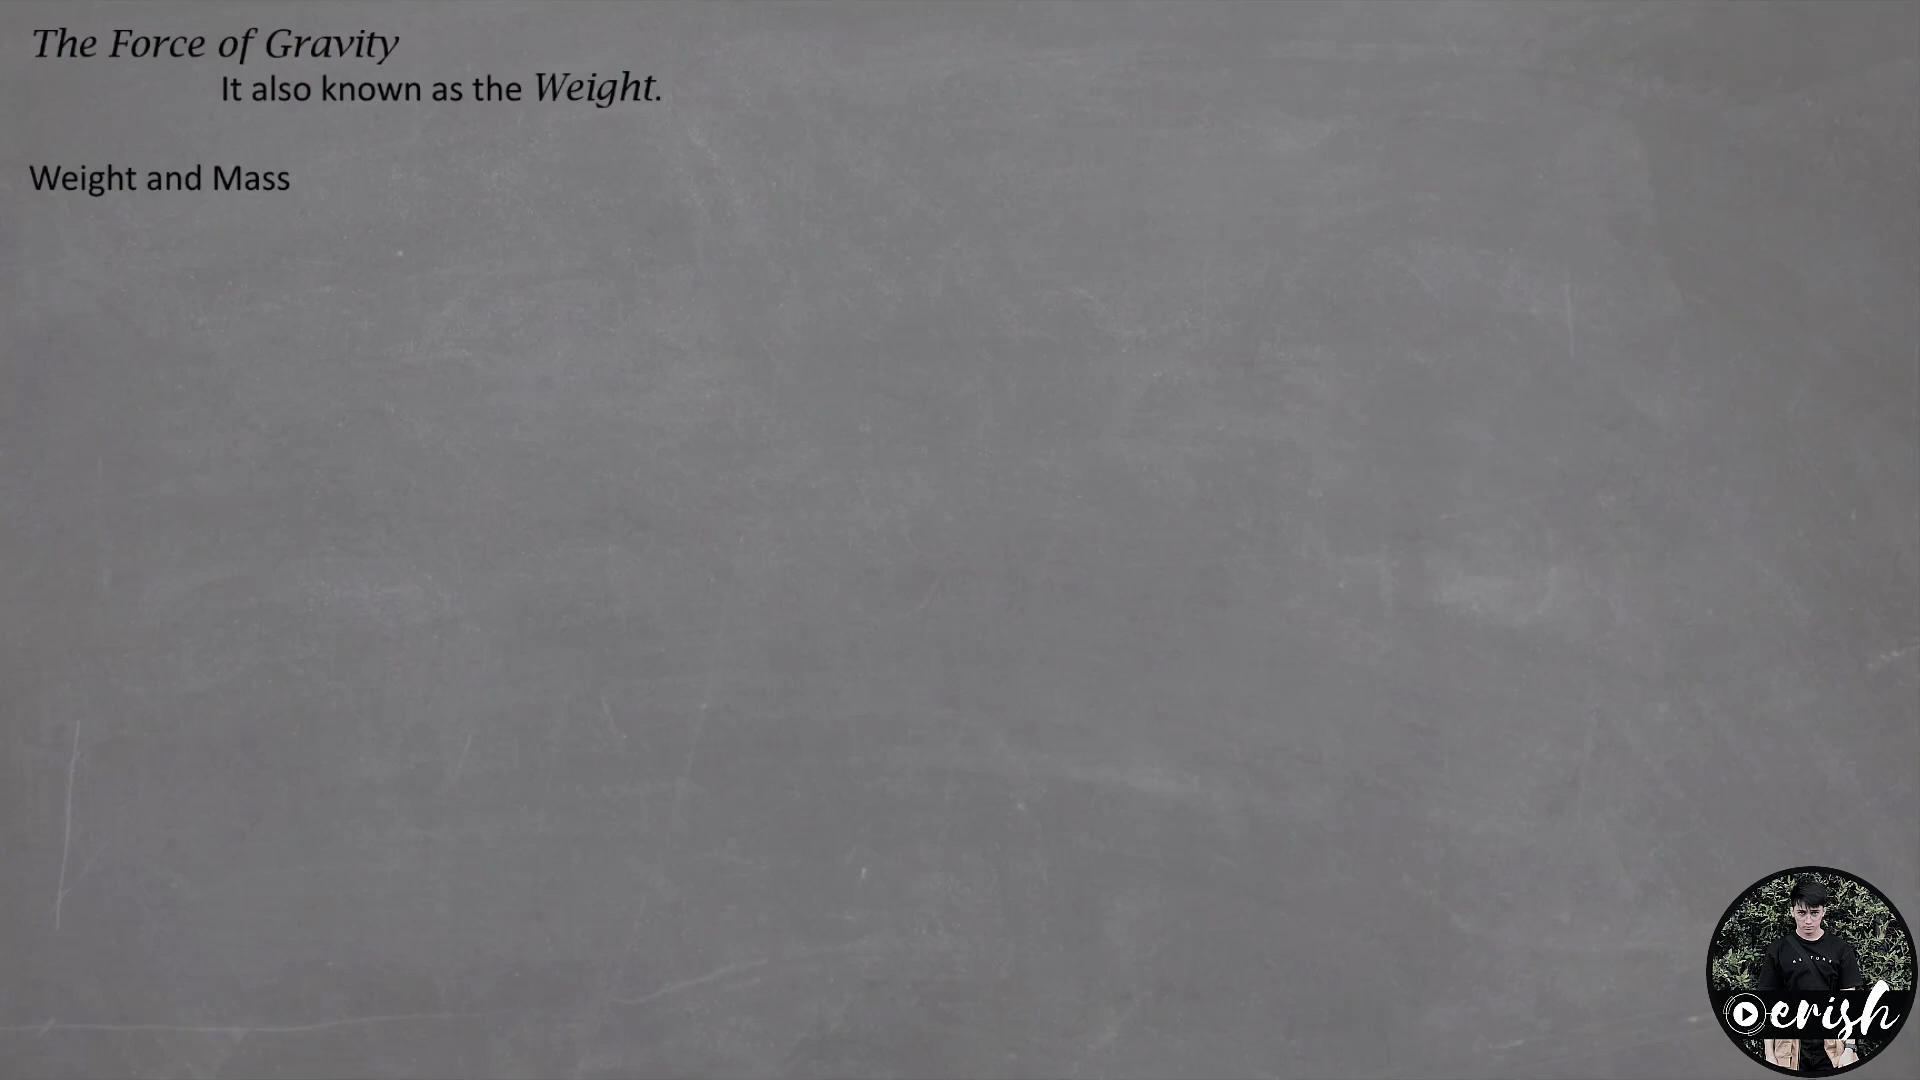 The Force of Gravity
It also known as the Weight.
Weight and Mass
erish